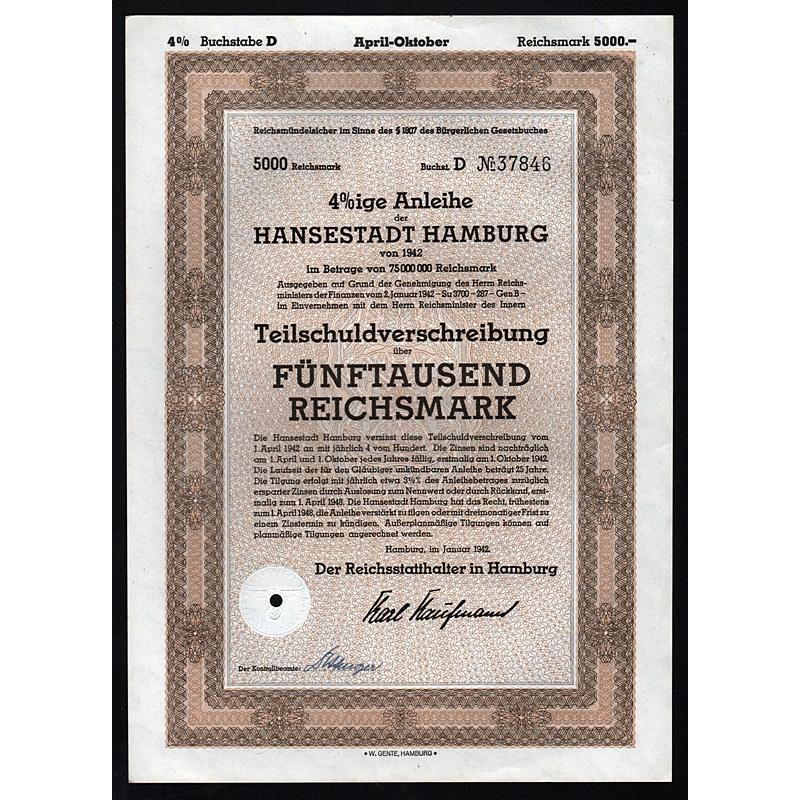 4% Buchstabe D April-Oktober Reichsmark 5000.–
Reichsmündelsicher im Sinne des § 1807 des Bürgerlichen Gesetzbuches
5000 Reichsmark Buchst. D № 37846
4%ige Anleihe
der
HANSESTADT HAMBURG
von 1942
im Betrage von 75 000 000 Reichsmark
Ausgegeben auf Grund der Genehmigung des Herrn Reichs-
ministers der Finanzen vom 2. Januar 1942 – Su 3700 - 287 - Gen B –
im Einvernehmen mit dem Herrn Reichsminister des Innern
Teilschuldverschreibung
über
FÜNFTAUSEND
REICHSMARK
Die Hansestadt Hamburg verzinst diese Teilschuldverschreibung vom
1. April 1942 an mit jährlich 4 vom Hundert. Die Zinsen sind nachträglich
am 1. April und 1. Oktober jedes Jahres fällig, erstmalig am 1. Oktober 1942.
Die Laufzeit der für den Gläubiger unkündbaren Anleihe beträgt 25 Jahre.
Die Tilgung erfolgt mit jährlich etwa 3½% des Anleihebetrages zuzüglich
ersparter Zinsen durch Auslosung zum Nennwert oder durch Rückkauf, erst-
malig zum 1. April 1948. Die Hansestadt Hamburg hat das Recht, frühestens
zum 1. April 1948, die Anleihe verstärkt zu tilgen oder mit dreimonatiger Frist zu
einem Zinstermin zu kündigen. Außerplanmäßige Tilgungen können auf
planmäßige Tilgungen angerechnet werden.
Hamburg, im Januar 1942.
Der Reichsstatthalter in Hamburg
Karl Kaufmann
Der Kontrollbeamte:
• W. GENTE, HAMBURG •